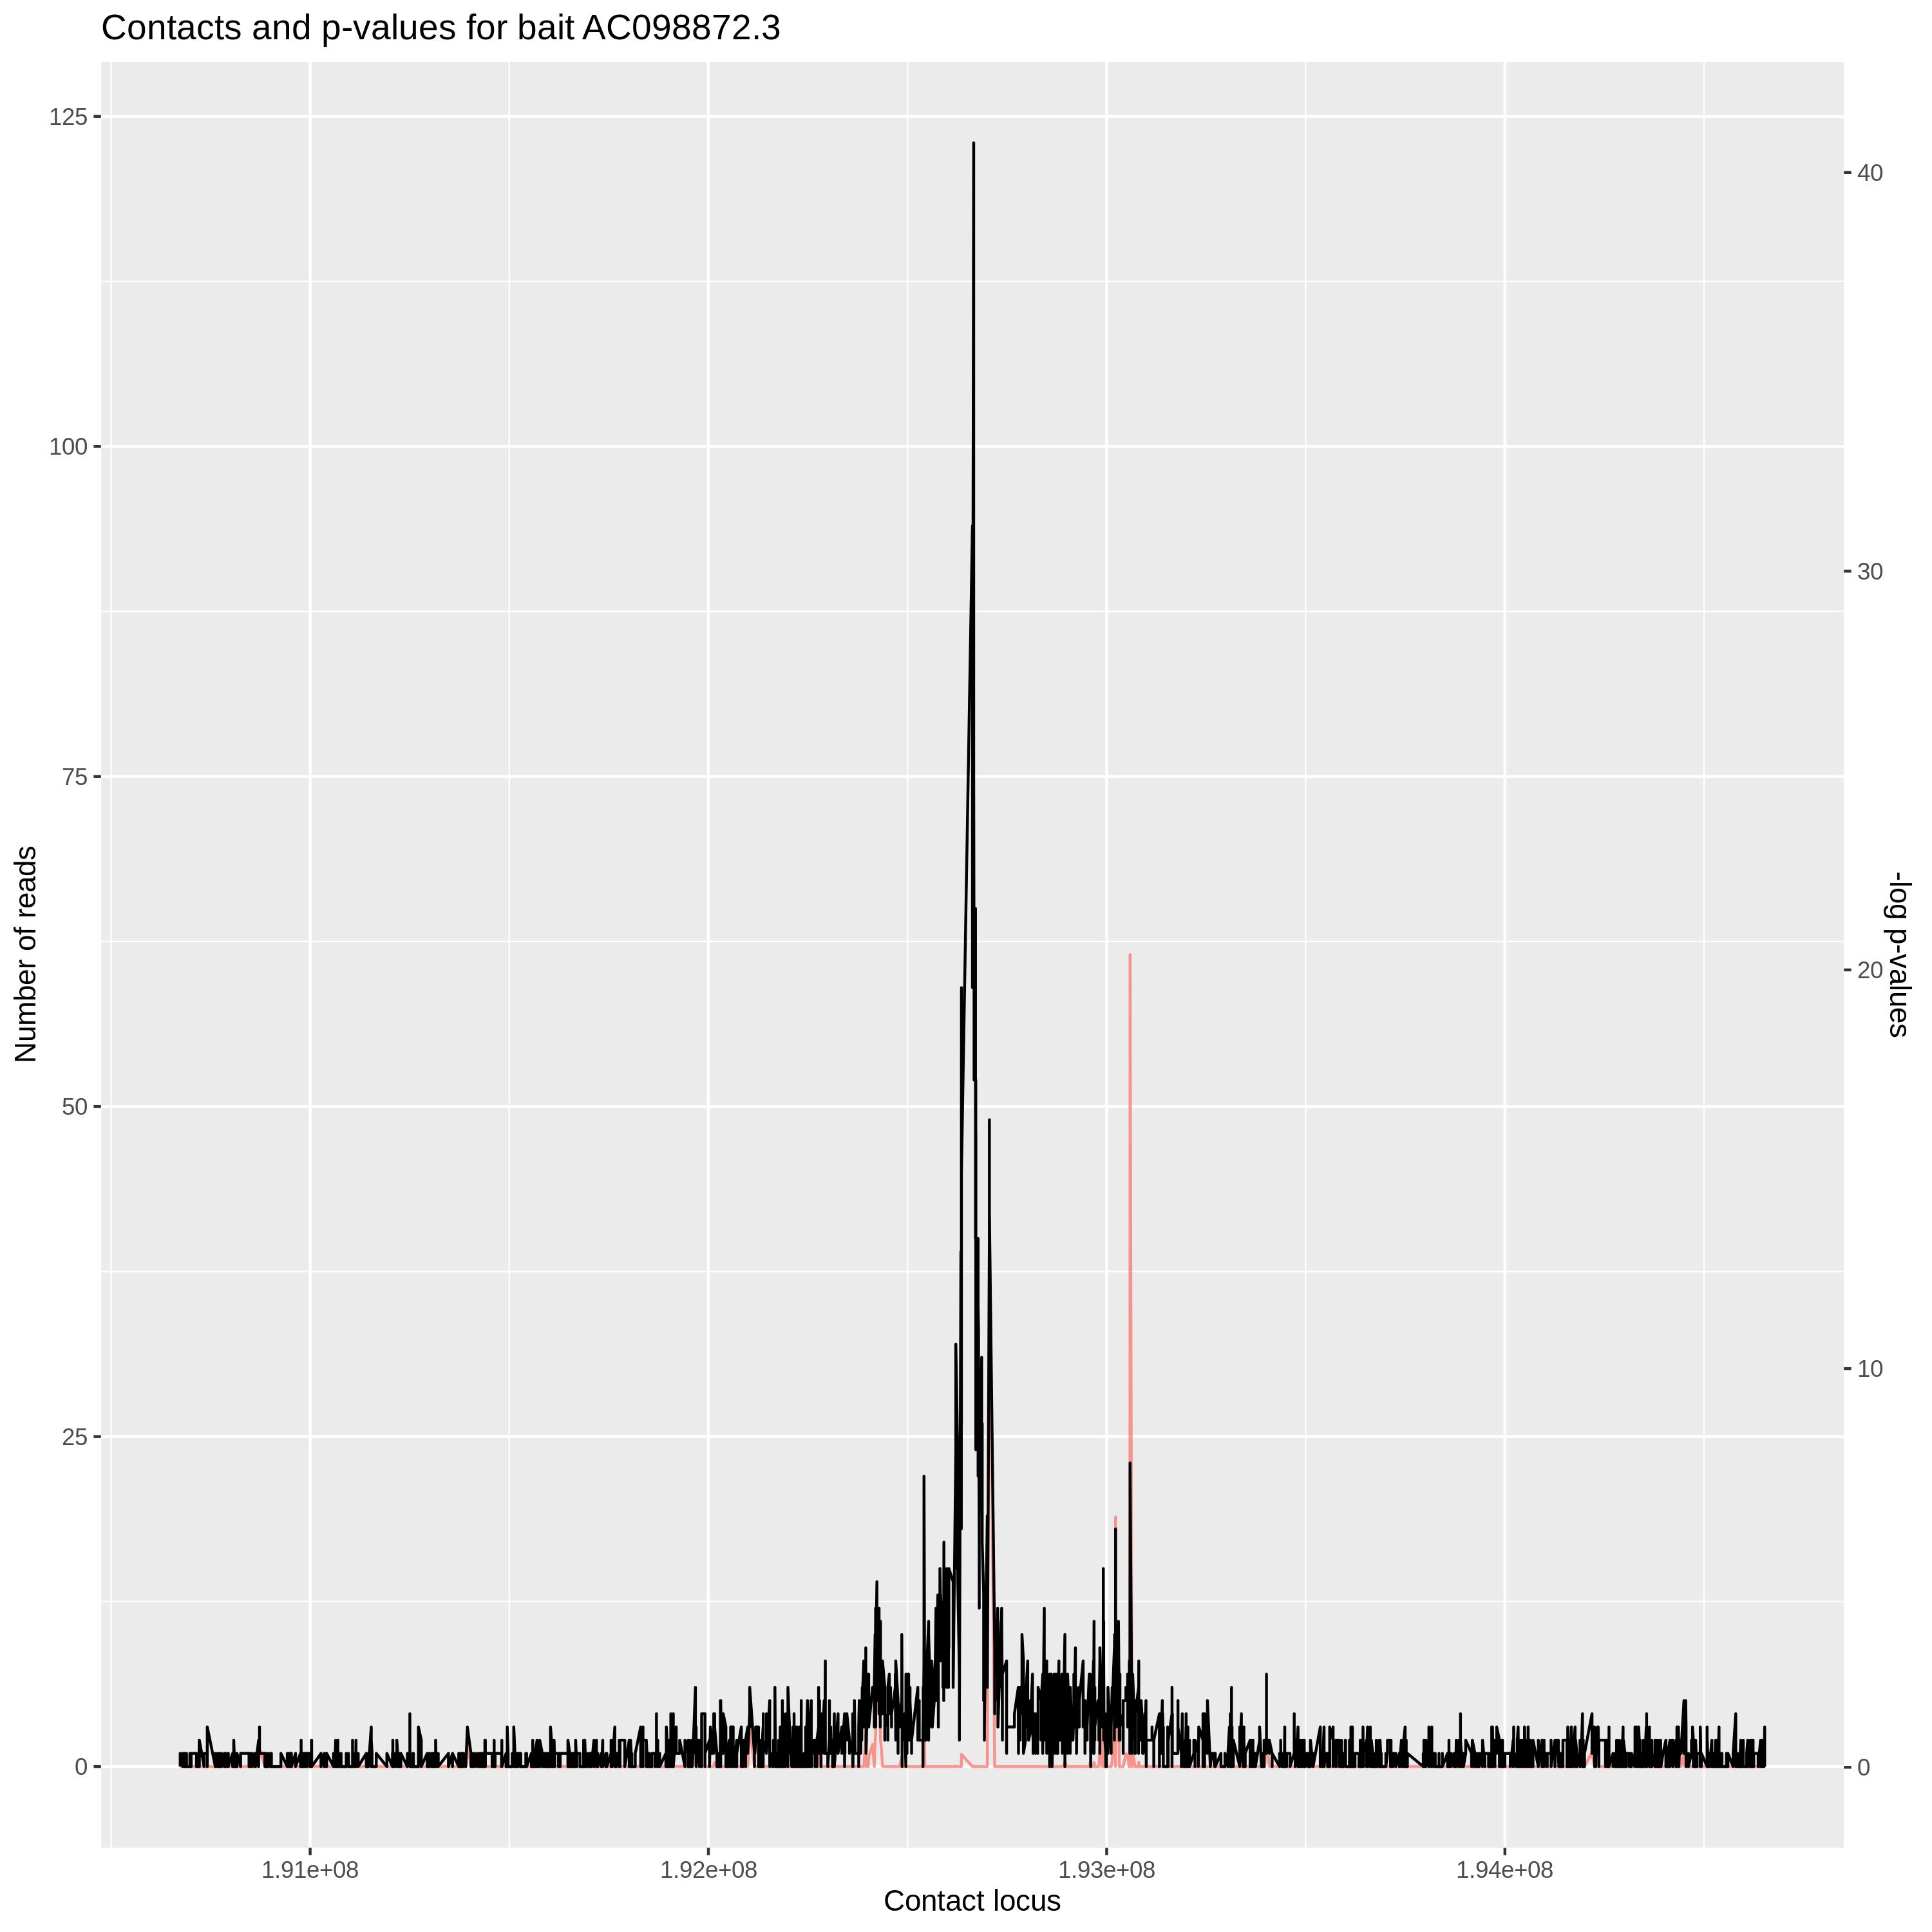 Contacts and p-values for bait AC098872.3
125
100
75
50
25
0
Number of reads
40
30
20
10
0
-log p-values
1.91e+08
1.92e+08
1.93e+08
1.94e+08
Contact locus